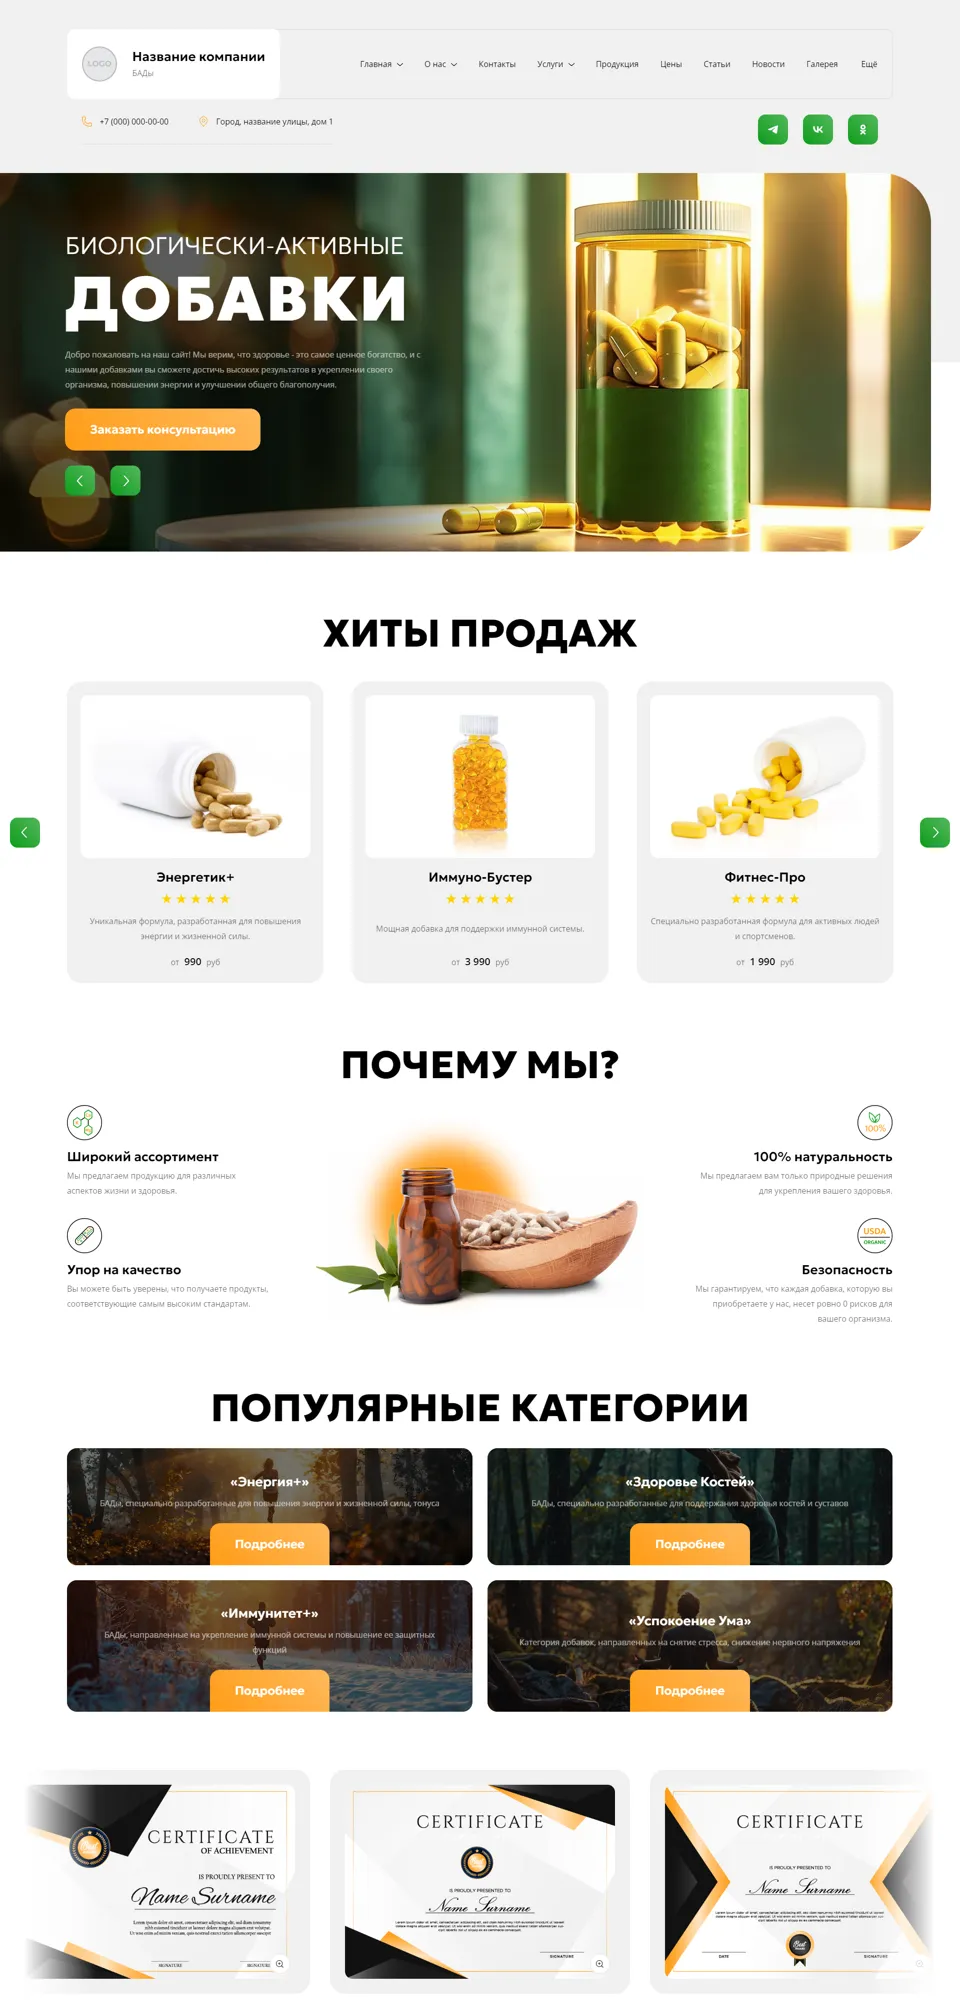 LOGO
Название компании
БАДы
Главная
О нас
Контакты
Услуги
Продукция
Цены
Статьи
Новости
Галерея
Ещё
+7 (000) 000-00-00
Город, название улицы, дом 1
БИОЛОГИЧЕСКИ-АКТИВНЫЕ
ДОБАВКИ
Добро пожаловать на наш сайт! Мы верим, что здоровье - это самое ценное богатство, и с
нашими добавками вы сможете достичь высоких результатов в укреплении своего
организма, повышении энергии и улучшении общего благополучия.
Заказать консультацию
ХИТЫ ПРОДАЖ
Энергетик+
Уникальная формула, разработанная для повышения
энергии и жизненной силы.
от 990 руб
Иммуно-Бустер
Мощная добавка для поддержки иммунной системы.
от 3 990 руб
Фитнес-Про
Специально разработанная формула для активных людей
и спортсменов.
от 1 990 руб
ПОЧЕМУ МЫ?
Широкий ассортимент
Мы предлагаем продукцию для различных
аспектов жизни и здоровья.
Упор на качество
Вы можете быть уверены, что получаете продукты,
соответствующие самым высоким стандартам.
100%
100% натуральность
Мы предлагаем вам только природные решения
для укрепления вашего здоровья.
USDA
ORGANIC
Безопасность
Мы гарантируем, что каждая добавка, которую вы
приобретаете у нас, несет ровно 0 рисков для
вашего организма.
ПОПУЛЯРНЫЕ КАТЕГОРИИ
«Энергия+»
БАДы, специально разработанные для повышения энергии и жизненной силы, тонуса
Подробнее
«Здоровье Костей»
БАДы, специально разработанные для поддержания здоровья костей и суставов
Подробнее
«Иммунитет+»
БАДы, направленные на укрепление иммунной системы и повышение ее защитных
функций
Подробнее
«Успокоение Ума»
Категория добавок, направленных на снятие стресса, снижение нервного напряжения
Подробнее
CERTIFICATE
OF ACHIEVEMENT
IS PROUDLY PRESENT TO
Name Surname
SIGNATURE
SIGNATURE
CERTIFICATE
IS PROUDLY PRESENTED TO
Name Surname
SIGNATURE
CERTIFICATE
IS PROUDLY PRESENTED TO
Name Surname
Best
DATE
SIGNATURE